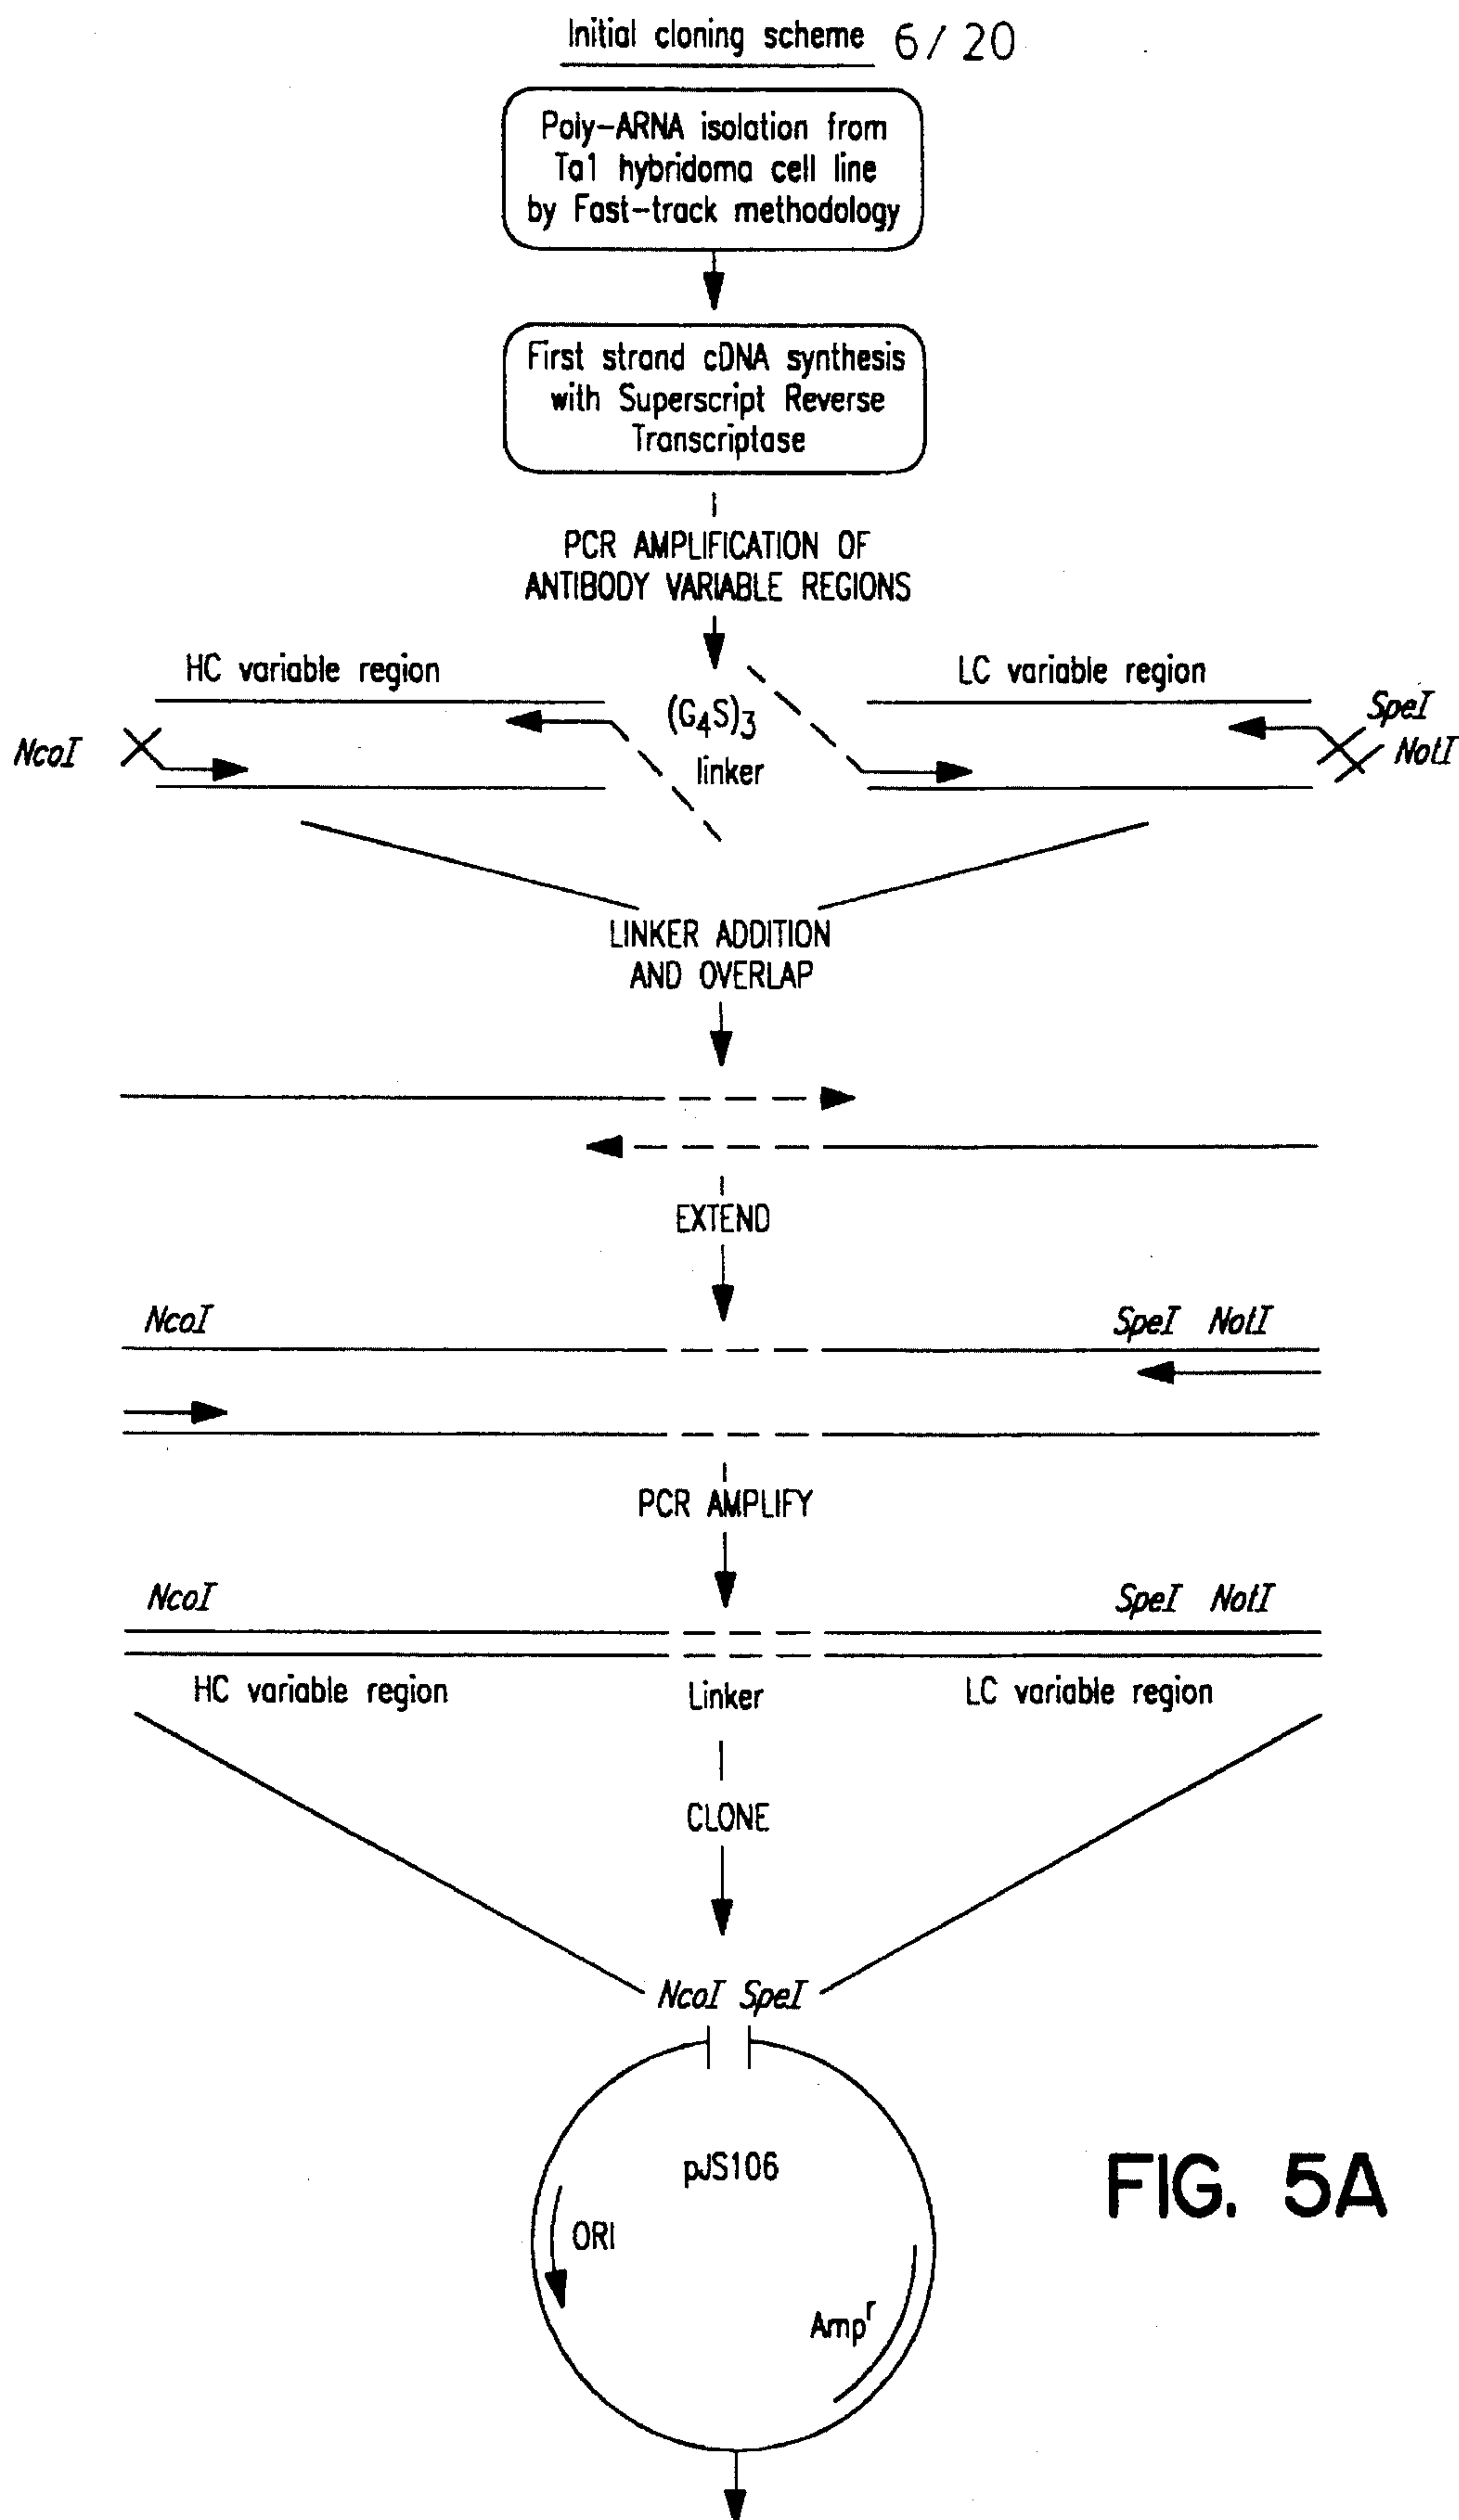 Initial cloning scheme 6/20
Poly-ARNA isolation from
Ta1 hybridoma cell line
by Fast-track methodology
First strand cDNA synthesis
with Superscript Reverse
Transcriptase
PCR AMPLIFICATION OF
ANTIBODY VARIABLE REGIONS
HC variable region
LC variable region
(G4S)3
linker
NcoI
SpeI
NotI
LINKER ADDITION
AND OVERLAP
EXTEND
NcoI
SpeI NotI
PCR AMPLIFY
NcoI
SpeI NotI
HC variable region
Linker
LC variable region
CLONE
NcoI SpeI
pJS106
ORI
Ampr
FIG. 5A